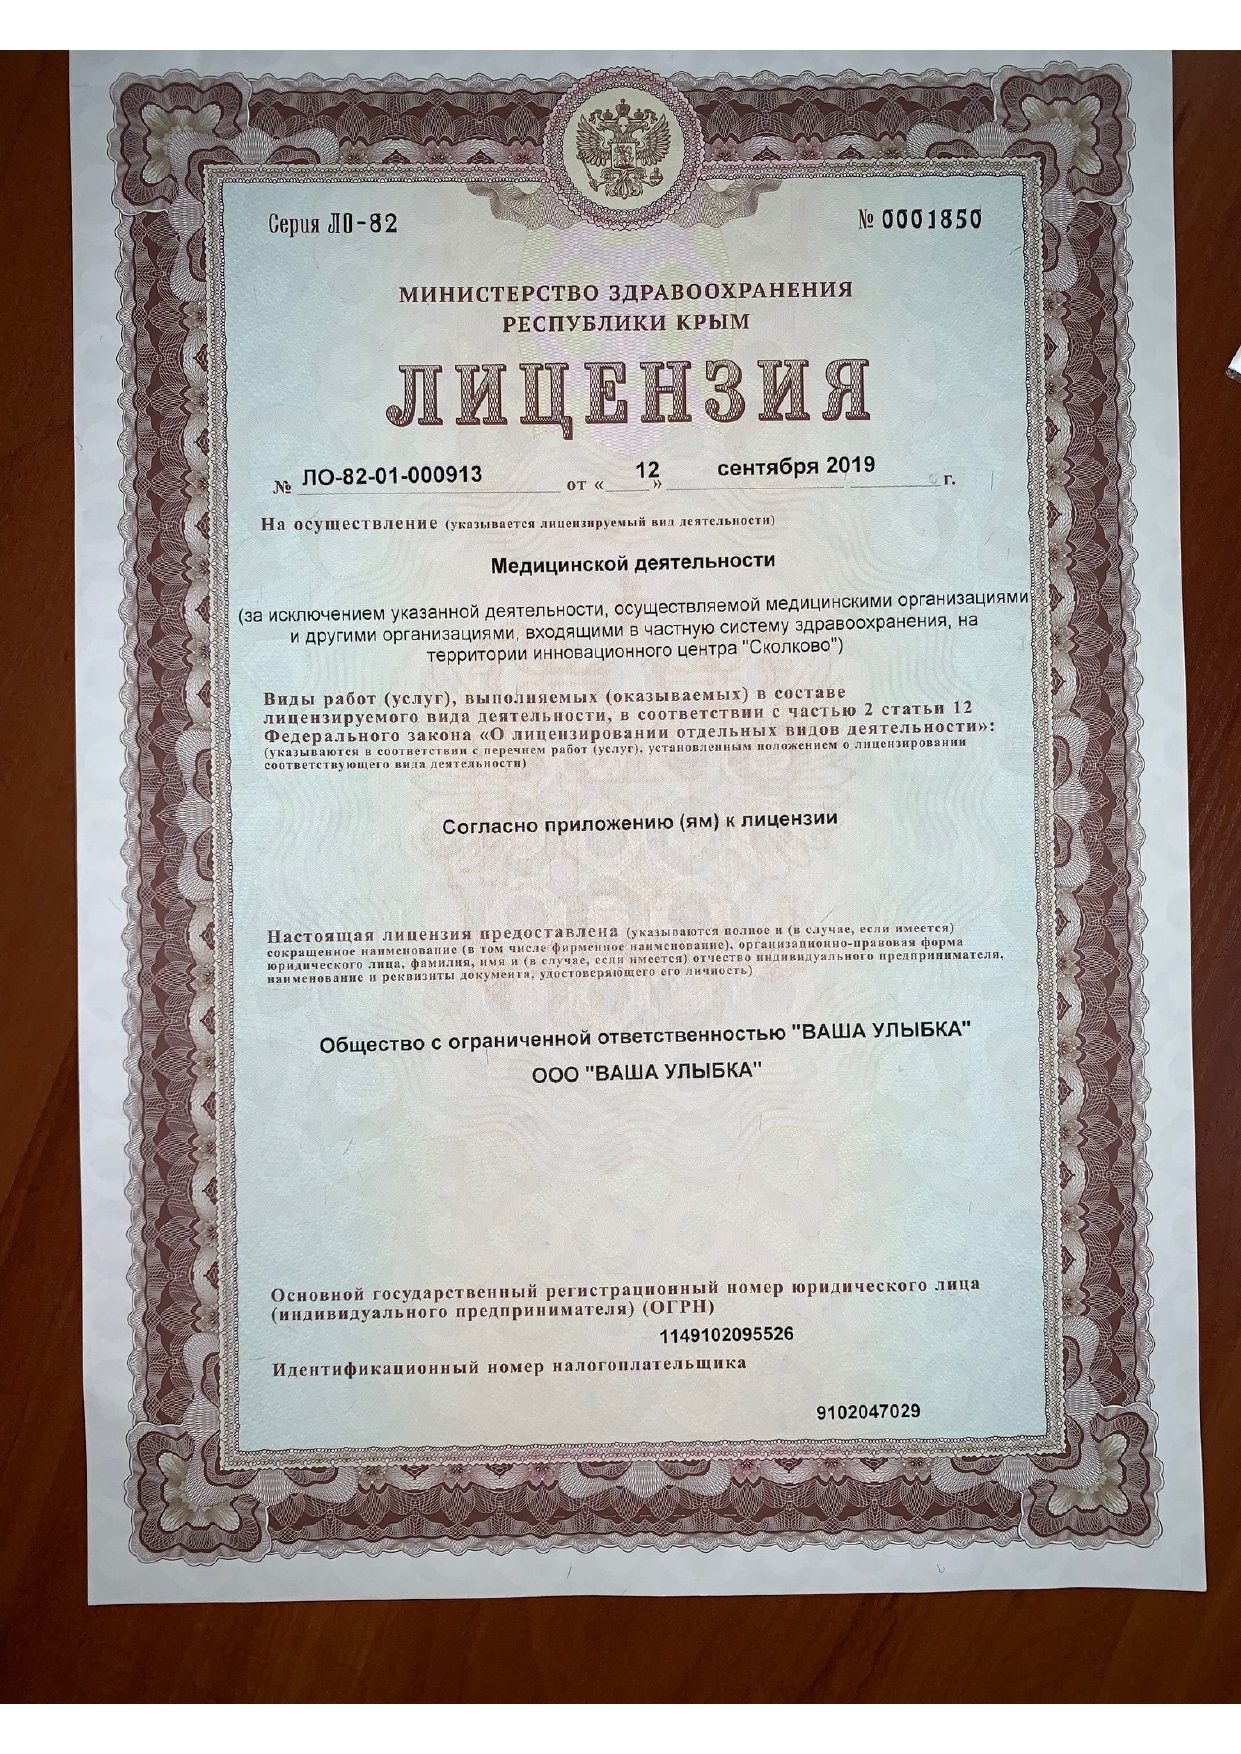 Серия ЛО-82
№ 0001850
МИНИСТЕРСТВО ЗДРАВООХРАНЕНИЯ
РЕСПУБЛИКИ КРЫМ
ЛИЦЕНЗИЯ
№ ЛО-82-01-000913 от « 12 » сентября 2019 г.
На осуществление (указывается лицензируемый вид деятельности)
Медицинской деятельности
(за исключением указанной деятельности, осуществляемой медицинскими организациями
и другими организациями, входящими в частную систему здравоохранения, на
территории инновационного центра "Сколково")
Виды работ (услуг), выполняемых (оказываемых) в составе
лицензируемого вида деятельности, в соответствии с частью 2 статьи 12
Федерального закона «О лицензировании отдельных видов деятельности»:
(указываются в соответствии с перечнем работ (услуг), установленным положением о лицензировании
соответствующего вида деятельности)
Согласно приложению (ям) к лицензии
Настоящая лицензия предоставлена (указываются полное и (в случае, если имеется)
сокращенное наименование (в том числе фирменное наименование), организационно-правовая форма
юридического лица, фамилия, имя и (в случае, если имеется) отчество индивидуального предпринимателя,
наименование и реквизиты документа, удостоверяющего его личность)
Общество с ограниченной ответственностью "ВАША УЛЫБКА"
ООО "ВАША УЛЫБКА"
Основной государственный регистрационный номер юридического лица
(индивидуального предпринимателя) (ОГРН)
1149102095526
Идентификационный номер налогоплательщика
9102047029